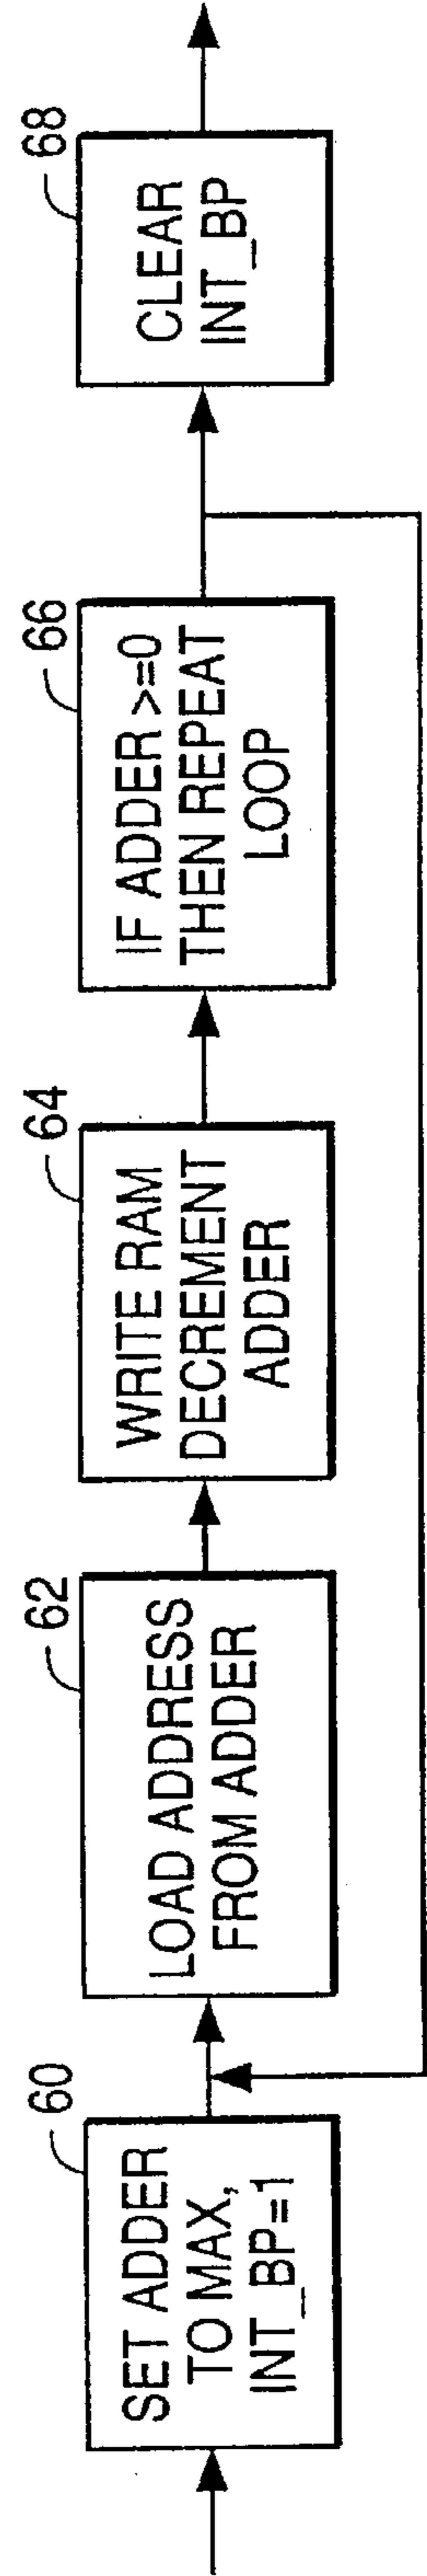 60
SET ADDER
TO MAX,
INT_BP=1
62
LOAD ADDRESS
FROM ADDER
64
WRITE RAM
DECREMENT
ADDER
66
IF ADDER >=0
THEN REPEAT
LOOP
68
CLEAR
INT_BP